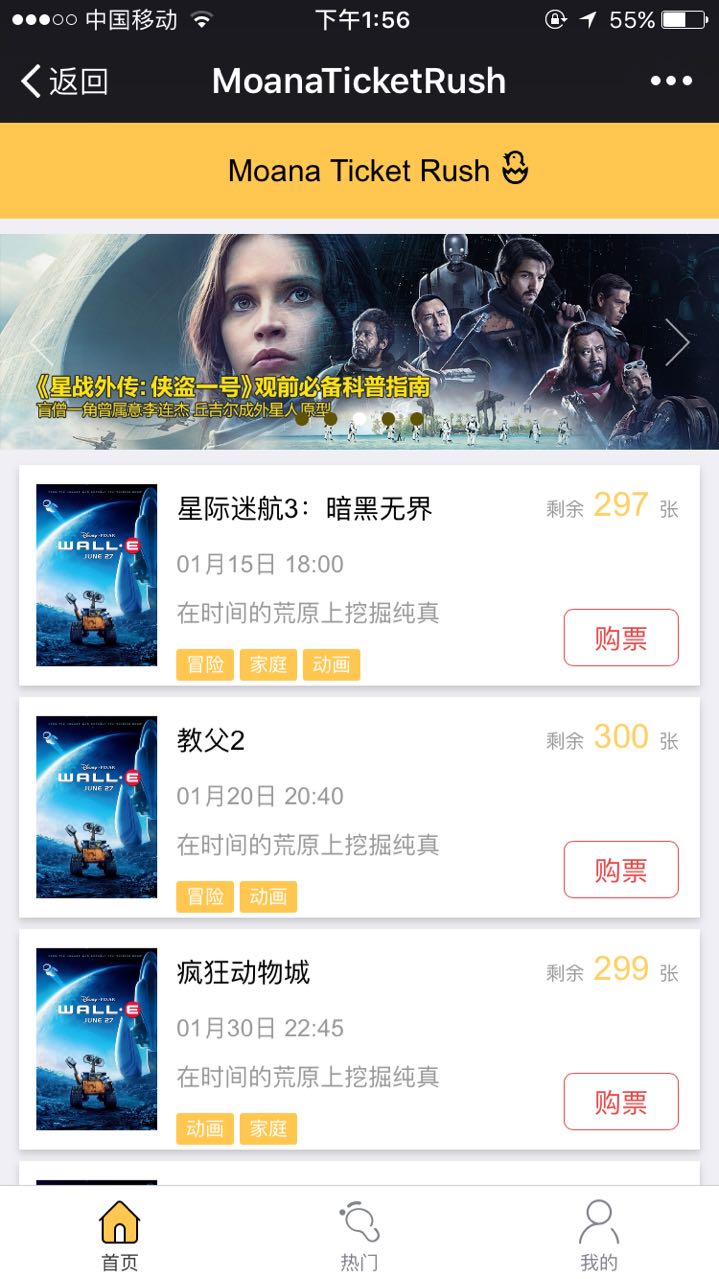 中国移动 下午1:56 55%
返回 MoanaTicketRush
Moana Ticket Rush
《星战外传: 侠盗一号》观前必备科普指南
盲僧一角曾属意李连杰 丘吉尔成外星人原型
Disney·PIXAR
WALL·E
JUNE 27
星际迷航3：暗黑无界 剩余 297 张
01月15日 18:00
在时间的荒原上挖掘纯真
购票
冒险 家庭 动画
Disney·PIXAR
WALL·E
JUNE 27
教父2 剩余 300 张
01月20日 20:40
在时间的荒原上挖掘纯真
购票
冒险 动画
Disney·PIXAR
WALL·E
JUNE 27
疯狂动物城 剩余 299 张
01月30日 22:45
在时间的荒原上挖掘纯真
购票
动画 家庭
首页 热门 我的